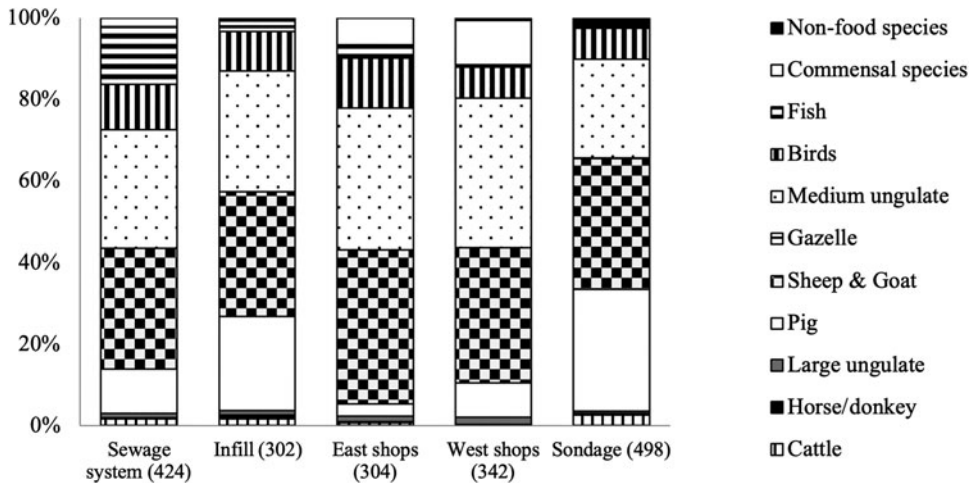 100%
80%
60%
40%
20%
0%
Sewage
system (424)
Infill (302)
East shops
(304)
West shops
(342)
Sondage (498)
Non-food species
Commensal species
Fish
Birds
Medium ungulate
Gazelle
Sheep & Goat
Pig
Large ungulate
Horse/donkey
Cattle